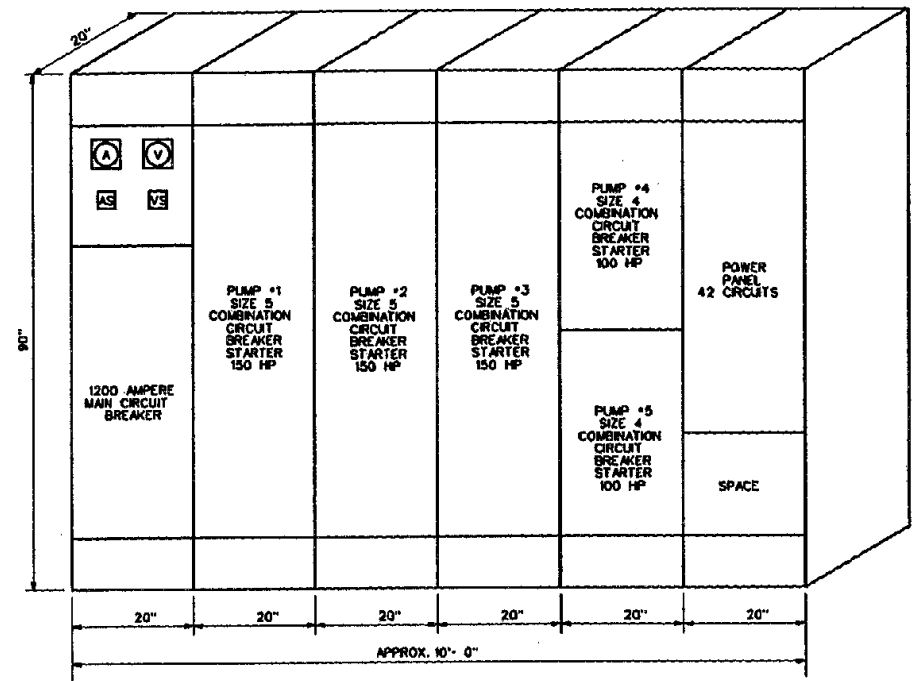 20"
90"
A
V
AS
VS
1200 AMPERE
MAIN CIRCUIT
BREAKER
PUMP #1
SIZE 5
COMBINATION
CIRCUIT
BREAKER
STARTER
150 HP
PUMP #2
SIZE 5
COMBINATION
CIRCUIT
BREAKER
STARTER
150 HP
PUMP #3
SIZE 5
COMBINATION
CIRCUIT
BREAKER
STARTER
150 HP
PUMP #4
SIZE 4
COMBINATION
CIRCUIT
BREAKER
STARTER
100 HP
PUMP #5
SIZE 4
COMBINATION
CIRCUIT
BREAKER
STARTER
100 HP
POWER
PANEL
42 CIRCUITS
SPACE
20"
20"
20"
20"
20"
20"
APPROX. 10'- 0"